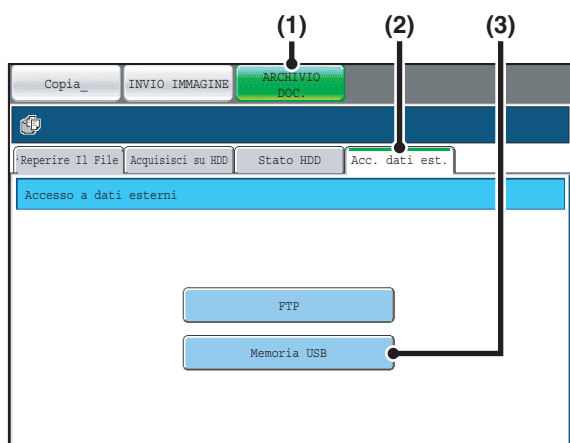 (1) (2) (3)
Copia_ INVIO IMMAGINE ARCHIVIO
DOC.
Reperire Il File Acquisisci su HDD Stato HDD Acc. dati est.
Accesso a dati esterni
FTP
Memoria USB